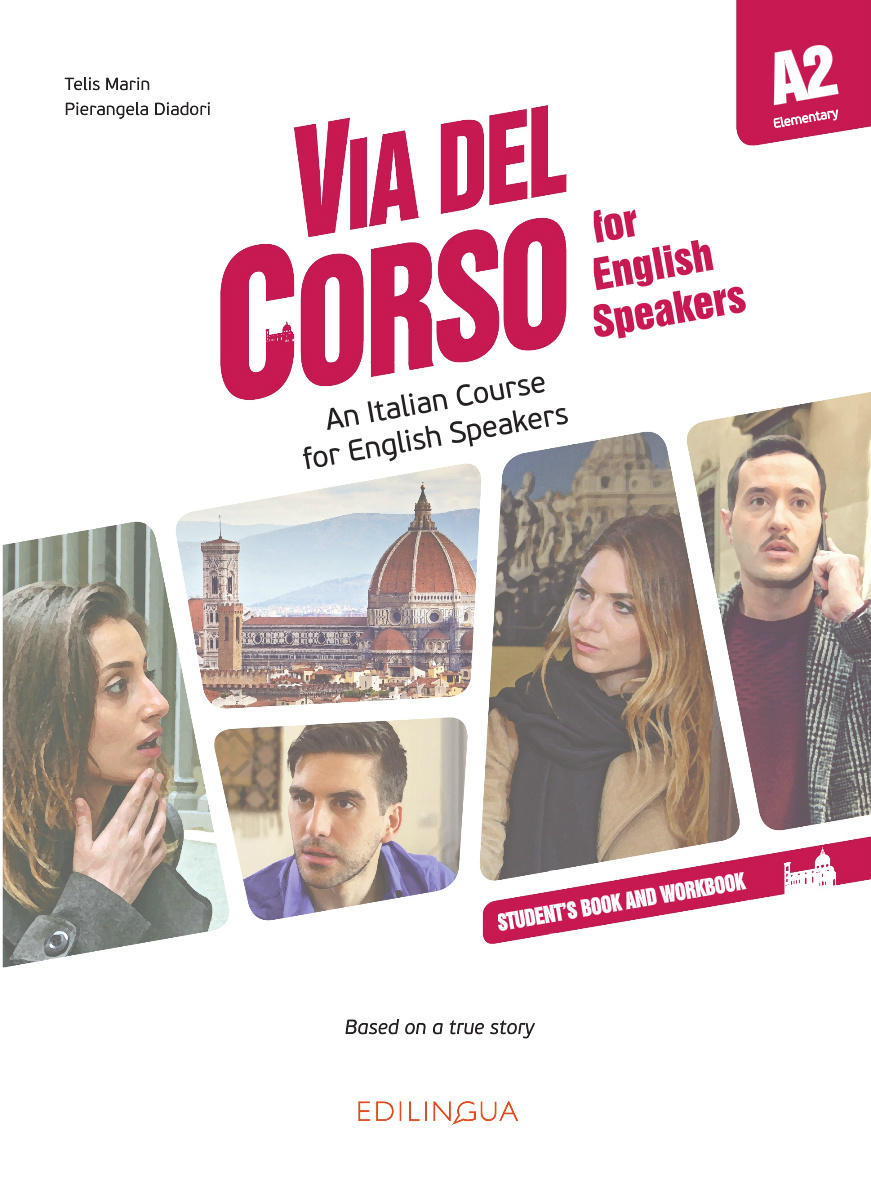 Telis Marin
Pierangela Diadori
A2
Elementary
VIA DEL
CORSO
for
English
Speakers
An Italian Course
for English Speakers
STUDENT'S BOOK AND WORKBOOK
Based on a true story
EDILINGUA